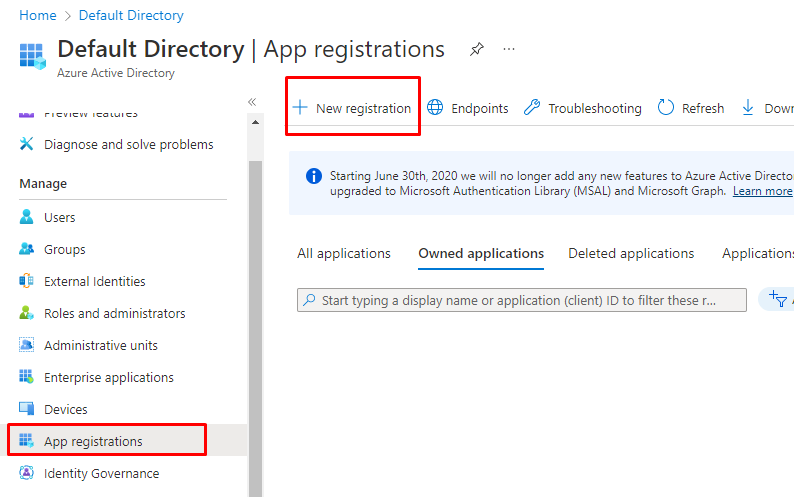 Home > Default Directory
Default Directory | App registrations
Azure Active Directory
Preview features
Diagnose and solve problems
Manage
Users
Groups
External Identities
Roles and administrators
Administrative units
Enterprise applications
Devices
App registrations
Identity Governance
New registration
Endpoints
Troubleshooting
Refresh
Down
Starting June 30th, 2020 we will no longer add any new features to Azure Active Directo
upgraded to Microsoft Authentication Library (MSAL) and Microsoft Graph. Learn more
All applications
Owned applications
Deleted applications
Applications
Start typing a display name or application (client) ID to filter these r...